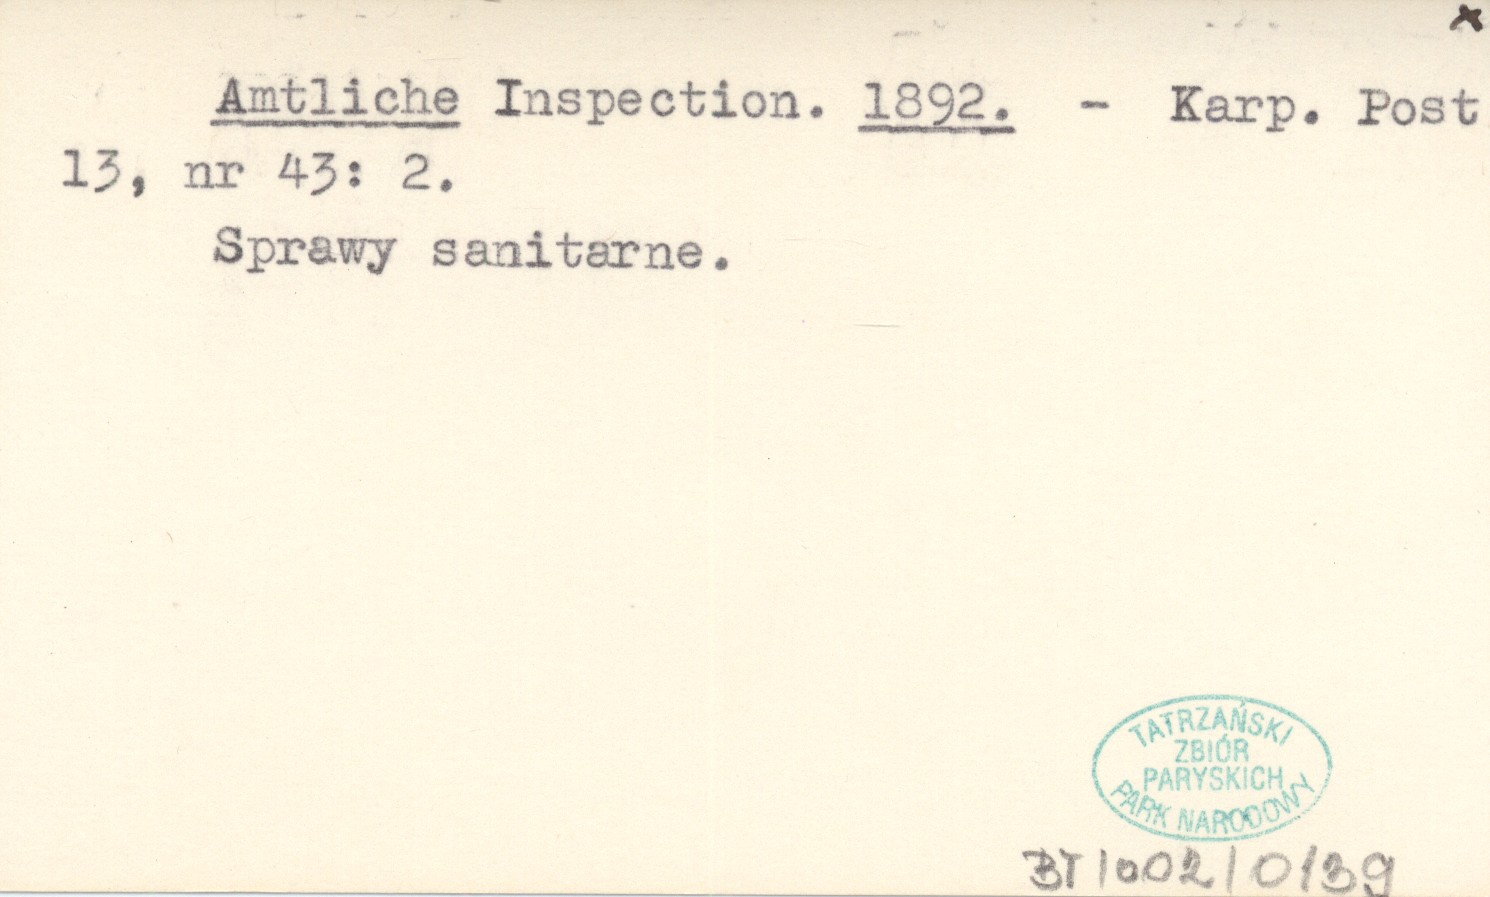 Amtliche Inspection. 1892. - Karp. Post
13, nr 43: 2.
Sprawy sanitarne.
TATRZAŃSKI
ZBIÓR
PARYSKICH
PARK NARODOWY
BT/002/0139